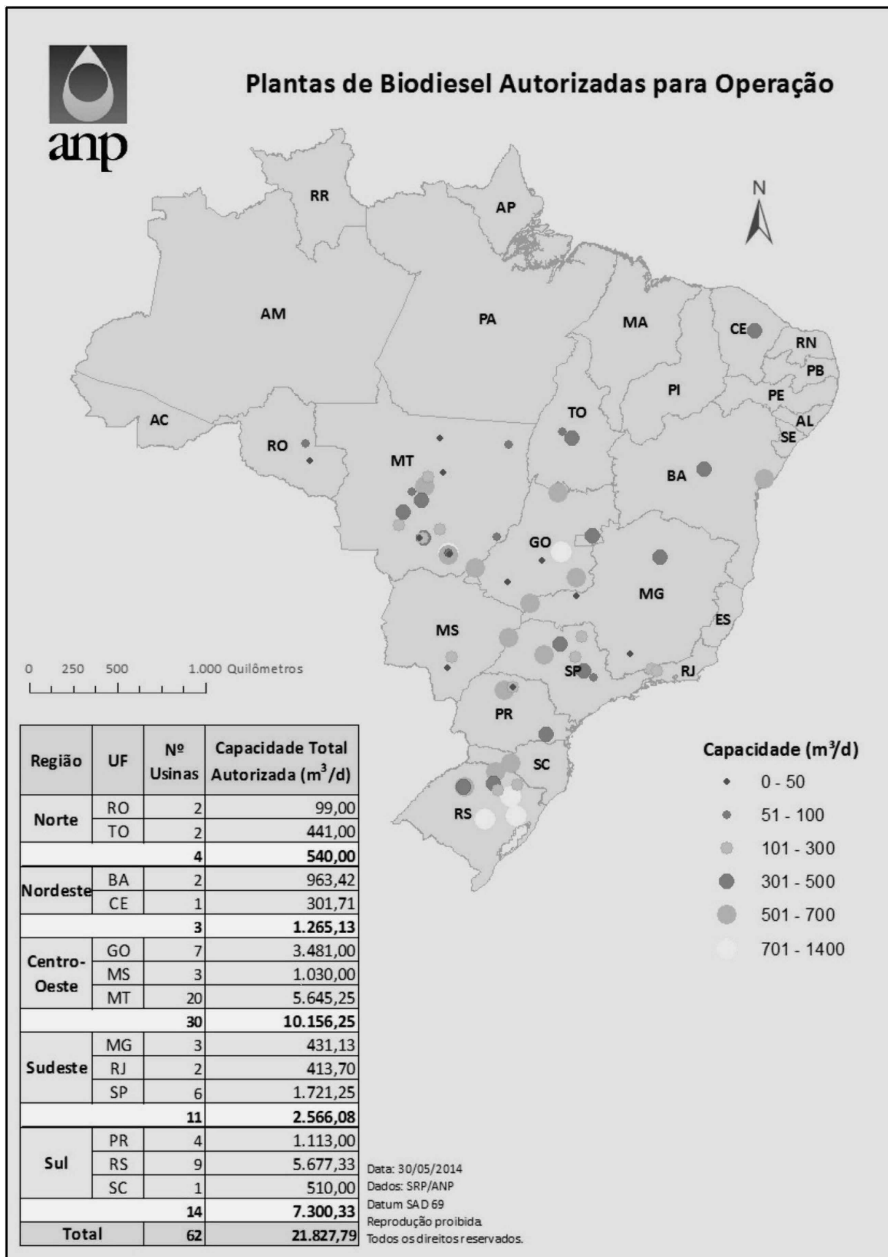 anp
Plantas de Biodiesel Autorizadas para Operação
N
RR
AP
AM
PA
MA
CE
RN
PB
PE
AL
SE
PI
AC
RO
TO
MT
BA
GO
MG
ES
MS
SP
RJ
PR
SC
RS
0 250 500 1.000 Quilômetros
Região UF Nº Usinas Capacidade Total Autorizada (m³/d)
Norte RO 2 99,00
TO 2 441,00
4 540,00
Nordeste BA 2 963,42
CE 1 301,71
3 1.265,13
Centro-Oeste GO 7 3.481,00
MS 3 1.030,00
MT 20 5.645,25
30 10.156,25
Sudeste MG 3 431,13
RJ 2 413,70
SP 6 1.721,25
11 2.566,08
Sul PR 4 1.113,00
RS 9 5.677,33
SC 1 510,00
14 7.300,33
Total 62 21.827,79
Capacidade (m³/d)
0 - 50
51 - 100
101 - 300
301 - 500
501 - 700
701 - 1400
Data: 30/05/2014
Dados: SRP/ANP
Datum SAD 69
Reprodução proibida.
Todos os direitos reservados.